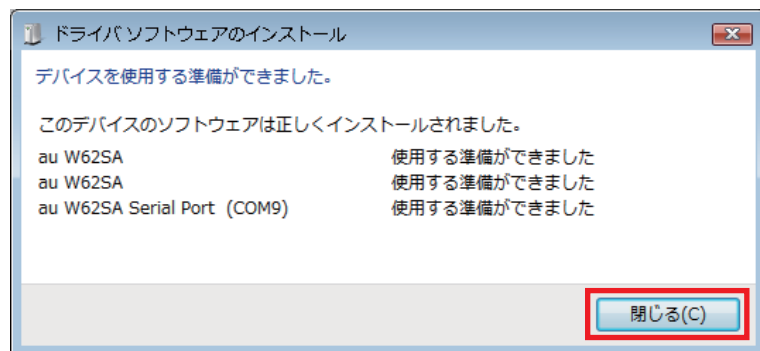 ドライバ ソフトウェアのインストール
デバイスを使用する準備ができました。
このデバイスのソフトウェアは正しくインストールされました。
au W62SA 使用する準備ができました
au W62SA 使用する準備ができました
au W62SA Serial Port (COM9) 使用する準備ができました
閉じる(C)